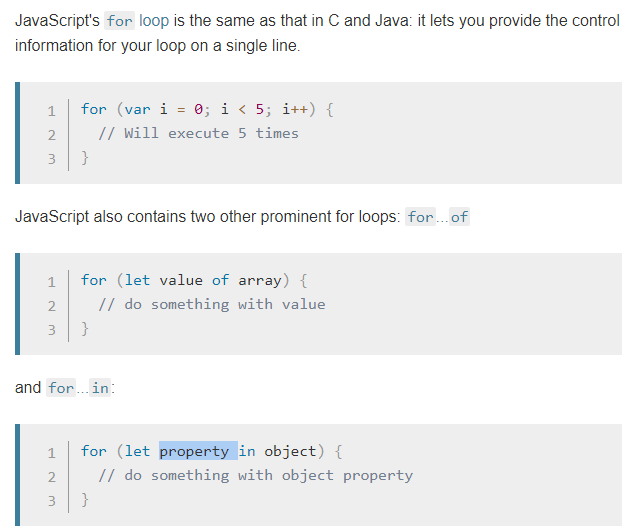 JavaScript's for loop is the same as that in C and Java: it lets you provide the control
information for your loop on a single line.
1 for (var i = 0; i < 5; i++) {
2   // Will execute 5 times
3 }
JavaScript also contains two other prominent for loops: for...of
1 for (let value of array) {
2   // do something with value
3 }
and for...in:
1 for (let property in object) {
2   // do something with object property
3 }